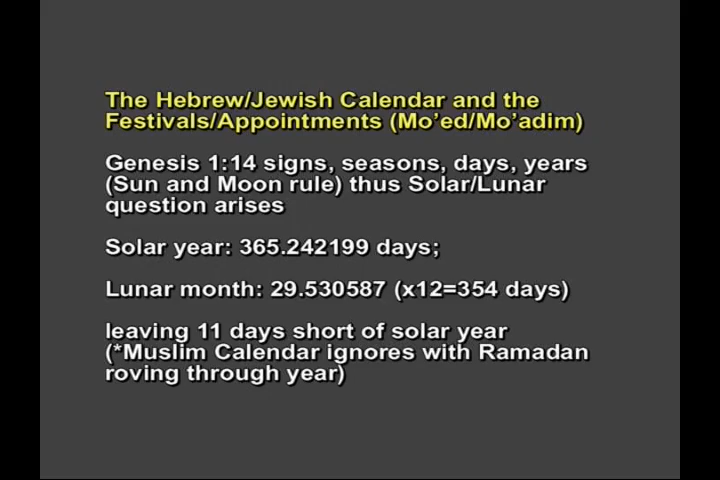 The Hebrew/Jewish Calendar and the
Festivals/Appointments (Mo’ed/Mo’adim)
Genesis 1:14 signs, seasons, days, years
(Sun and Moon rule) thus Solar/Lunar
question arises
Solar year: 365.242199 days;
Lunar month: 29.530587 (x12=354 days)
leaving 11 days short of solar year
(*Muslim Calendar ignores with Ramadan
roving through year)